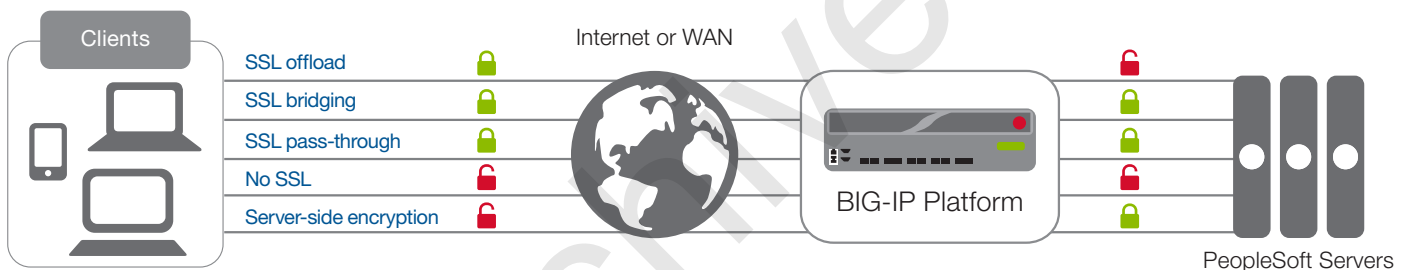 Clients
Internet or WAN
SSL offload
SSL bridging
SSL pass-through
No SSL
Server-side encryption
BIG-IP Platform
PeopleSoft Servers